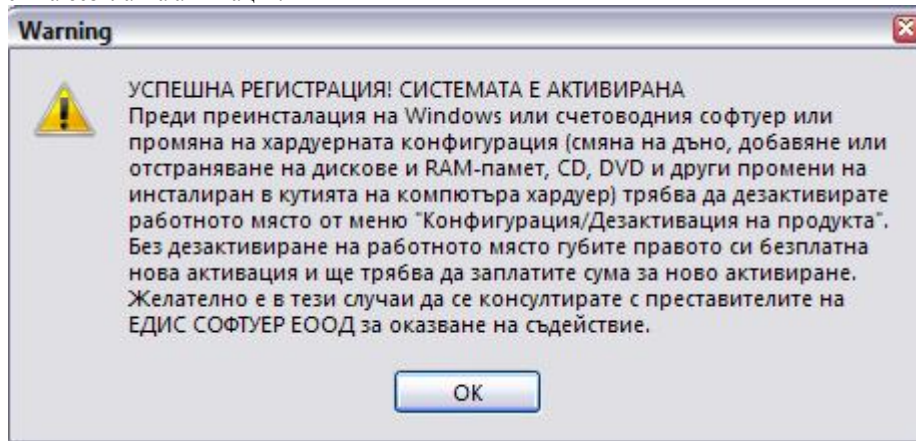 Warning
УСПЕШНА РЕГИСТРАЦИЯ! СИСТЕМАТА Е АКТИВИРАНА
Преди преинсталация на Windows или счетоводния софтуер или
промяна на хардуерната конфигурация (смяна на дъно, добавяне или
отстраняване на дискове и RAM-памет, CD, DVD и други промени на
инсталиран в кутията на компютъра хардуер) трябва да дезактивирате
работното място от меню "Конфигурация/Дезактивация на продукта".
Без дезактивиране на работното място губите правото си безплатна
нова активация и ще трябва да заплатите сума за ново активиране.
Желателно е в тези случаи да се консултирате с преставителите на
ЕДИС СОФТУЕР ЕООД за оказване на съдействие.
OK